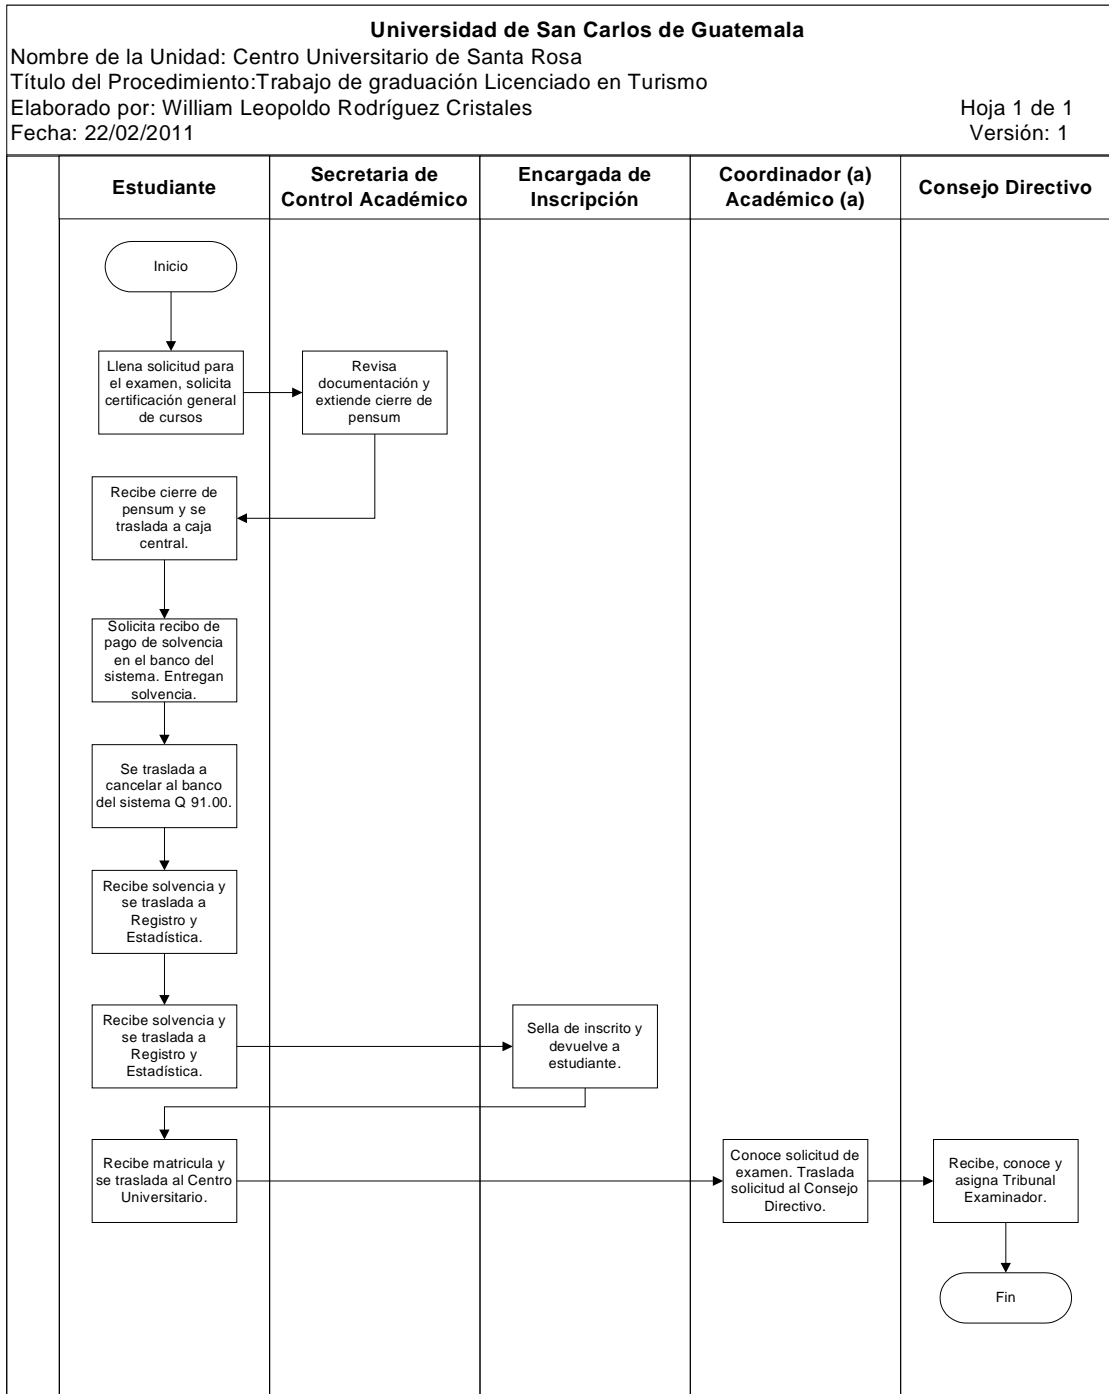 Universidad de San Carlos de Guatemala
Nombre de la Unidad: Centro Universitario de Santa Rosa
Título del Procedimiento:Trabajo de graduación Licenciado en Turismo
Elaborado por: William Leopoldo Rodríguez Cristales
Hoja 1 de 1
Fecha: 22/02/2011
Versión: 1
Estudiante
Secretaria de
Control Académico
Encargada de
Inscripción
Coordinador (a)
Académico (a)
Consejo Directivo
Inicio
Llena solicitud para
el examen, solicita
certificación general
de cursos
Revisa
documentación y
extiende cierre de
pensum
Recibe cierre de
pensum y se
traslada a caja
central.
Solicita recibo de
pago de solvencia
en el banco del
sistema. Entregan
solvencia.
Se traslada a
cancelar al banco
del sistema Q 91.00.
Recibe solvencia y
se traslada a
Registro y
Estadística.
Recibe solvencia y
se traslada a
Registro y
Estadística.
Sella de inscrito y
devuelve a
estudiante.
Recibe matricula y
se traslada al Centro
Universitario.
Conoce solicitud de
examen. Traslada
solicitud al Consejo
Directivo.
Recibe, conoce y
asigna Tribunal
Examinador.
Fin